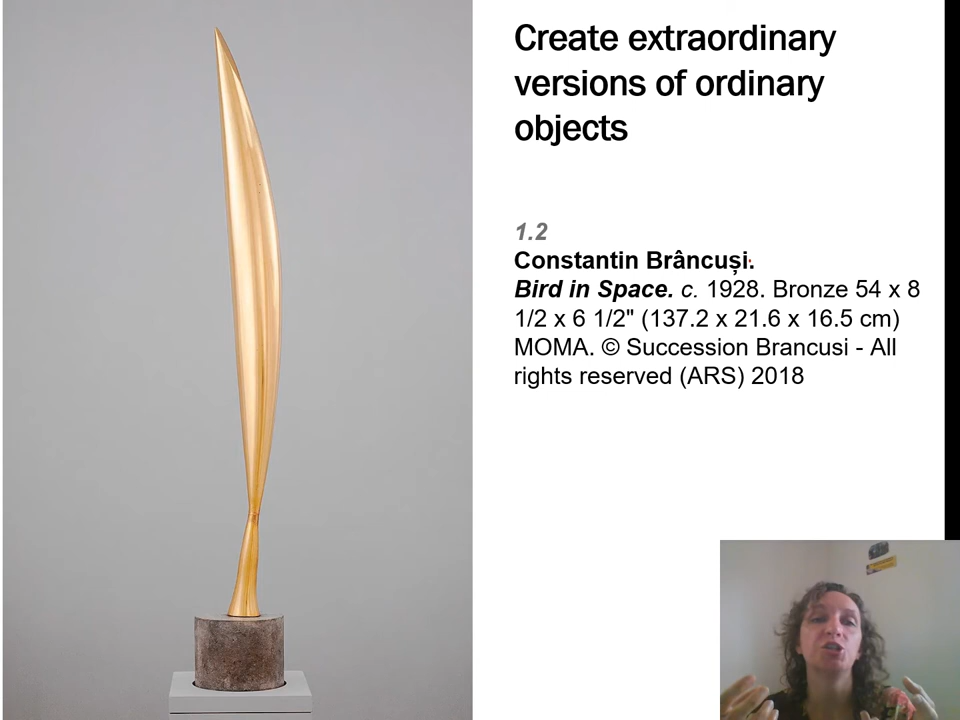 Create extraordinary
versions of ordinary
objects
1.2
Constantin Brâncuși.
Bird in Space. c. 1928. Bronze 54 x 8
1/2 x 6 1/2" (137.2 x 21.6 x 16.5 cm)
MOMA. © Succession Brancusi - All
rights reserved (ARS) 2018